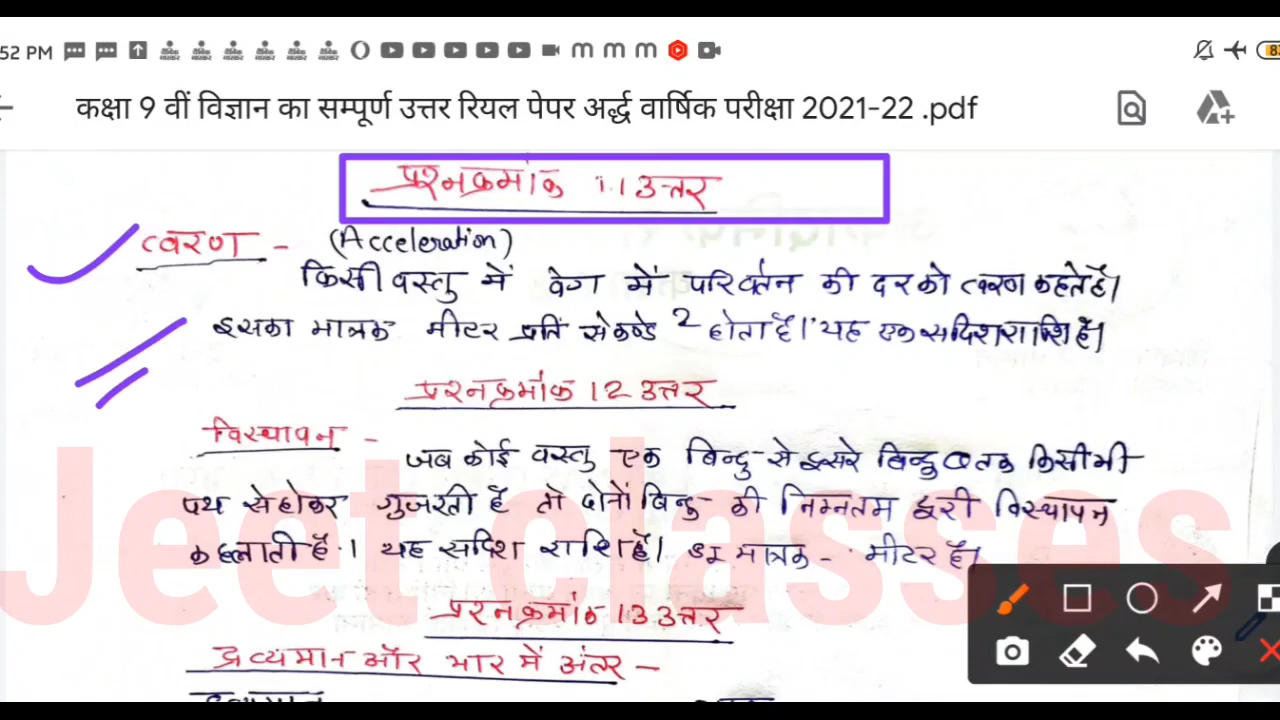 52 PM
83
कक्षा 9 वीं विज्ञान का सम्पूर्ण उत्तर रियल पेपर अर्द्ध वार्षिक परीक्षा 2021-22 .pdf
प्रश्नक्रमांक 11 उत्तर
त्वरण - (Acceleration)
किसी वस्तु में वेग में परिवर्तन की दर को त्वरण कहते हैं।
इसका मात्रक मीटर प्रति सेकण्ड 2 होता है। यह एक सदिश राशि है।
प्रश्नक्रमांक 12 उत्तर
विस्थापन - जब कोई वस्तु एक बिन्दु से दूसरे बिन्दु तक किसी भी
पथ से होकर गुजरती है तो दोनों बिन्दु की निम्नतम दूरी विस्थापन
कहलाती है। यह सदिश राशि है। SI मात्रक - मीटर है।
प्रश्नक्रमांक 13 उत्तर
द्रव्यमान और भार में अंतर -
Jeet classes